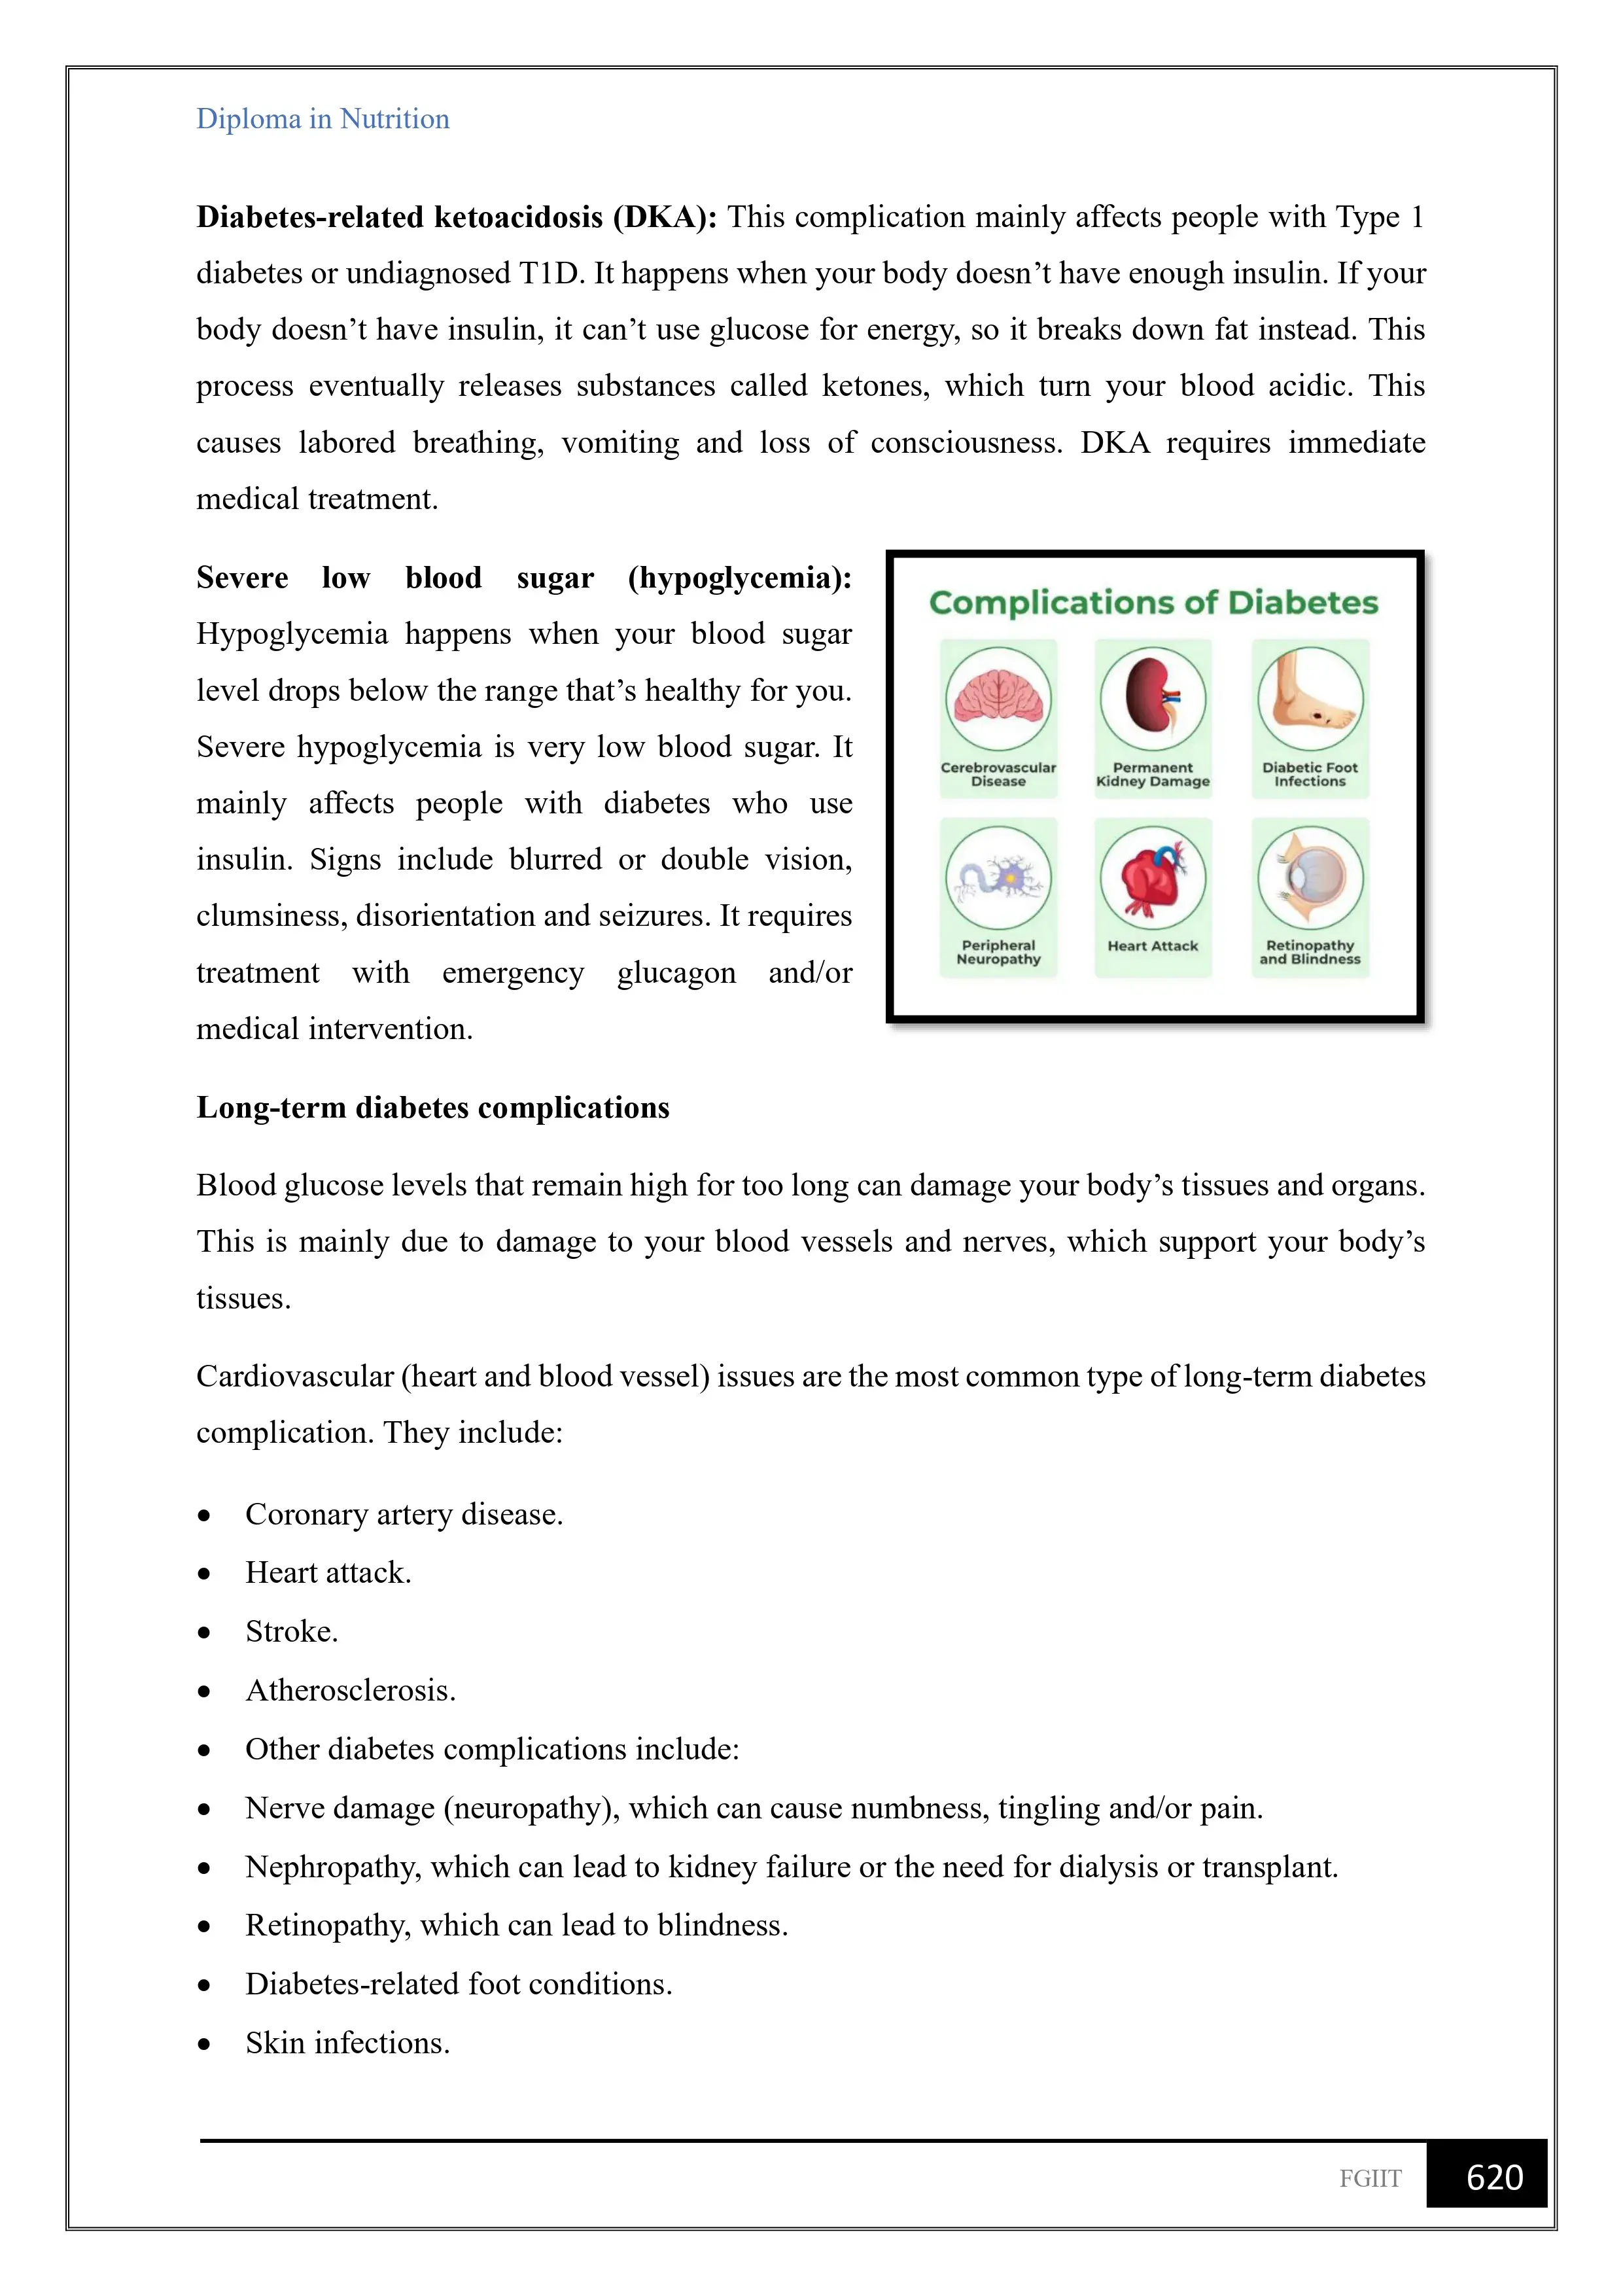 Diploma in Nutrition
Diabetes-related ketoacidosis (DKA): This complication mainly affects people with Type 1
diabetes or undiagnosed T1D. It happens when your body doesn’t have enough insulin. If your
body doesn’t have insulin, it can’t use glucose for energy, so it breaks down fat instead. This
process eventually releases substances called ketones, which turn your blood acidic. This
causes labored breathing, vomiting and loss of consciousness. DKA requires immediate
medical treatment.
Severe low blood sugar (hypoglycemia):
Hypoglycemia happens when your blood sugar
level drops below the range that’s healthy for you.
Severe hypoglycemia is very low blood sugar. It
mainly affects people with diabetes who use
insulin. Signs include blurred or double vision,
clumsiness, disorientation and seizures. It requires
treatment with emergency glucagon and/or
medical intervention.
Complications of Diabetes
Cerebrovascular
Disease
Permanent
Kidney Damage
Diabetic Foot
Infections
Peripheral
Neuropathy
Heart Attack
Retinopathy
and Blindness
Long-term diabetes complications
Blood glucose levels that remain high for too long can damage your body’s tissues and organs.
This is mainly due to damage to your blood vessels and nerves, which support your body’s
tissues.
Cardiovascular (heart and blood vessel) issues are the most common type of long-term diabetes
complication. They include:
• Coronary artery disease.
• Heart attack.
• Stroke.
• Atherosclerosis.
• Other diabetes complications include:
• Nerve damage (neuropathy), which can cause numbness, tingling and/or pain.
• Nephropathy, which can lead to kidney failure or the need for dialysis or transplant.
• Retinopathy, which can lead to blindness.
• Diabetes-related foot conditions.
• Skin infections.
FGIIT 620